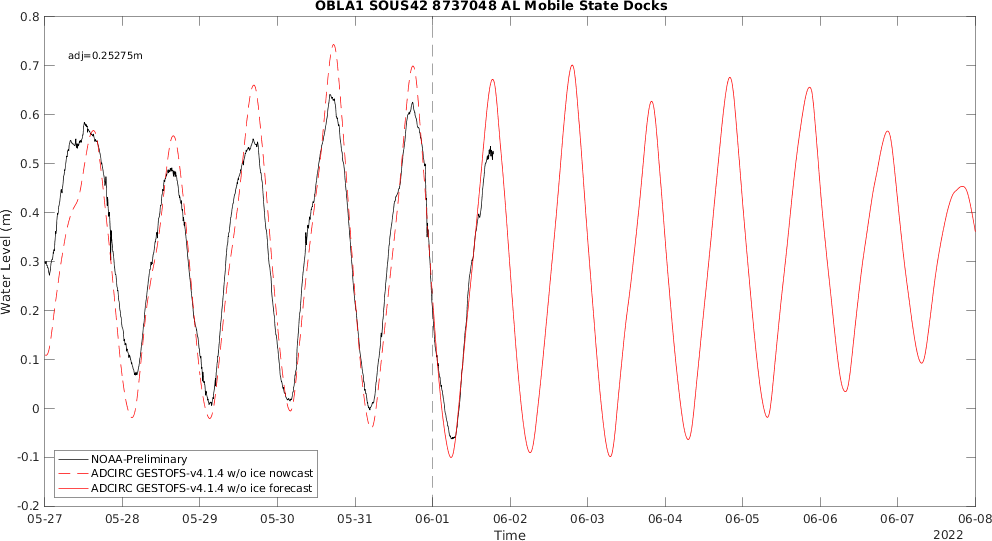 OBLA1 SOUS42 8737048 AL Mobile State Docks
adj=0.25275m
0.8
0.7
0.6
0.5
0.4
0.3
0.2
0.1
0
-0.1
-0.2
Water Level (m)
NOAA-Preliminary
ADCIRC GESTOFS-v4.1.4 w/o ice nowcast
ADCIRC GESTOFS-v4.1.4 w/o ice forecast
05-27 05-28 05-29 05-30 05-31 06-01 06-02 06-03 06-04 06-05 06-06 06-07 06-08
Time
2022